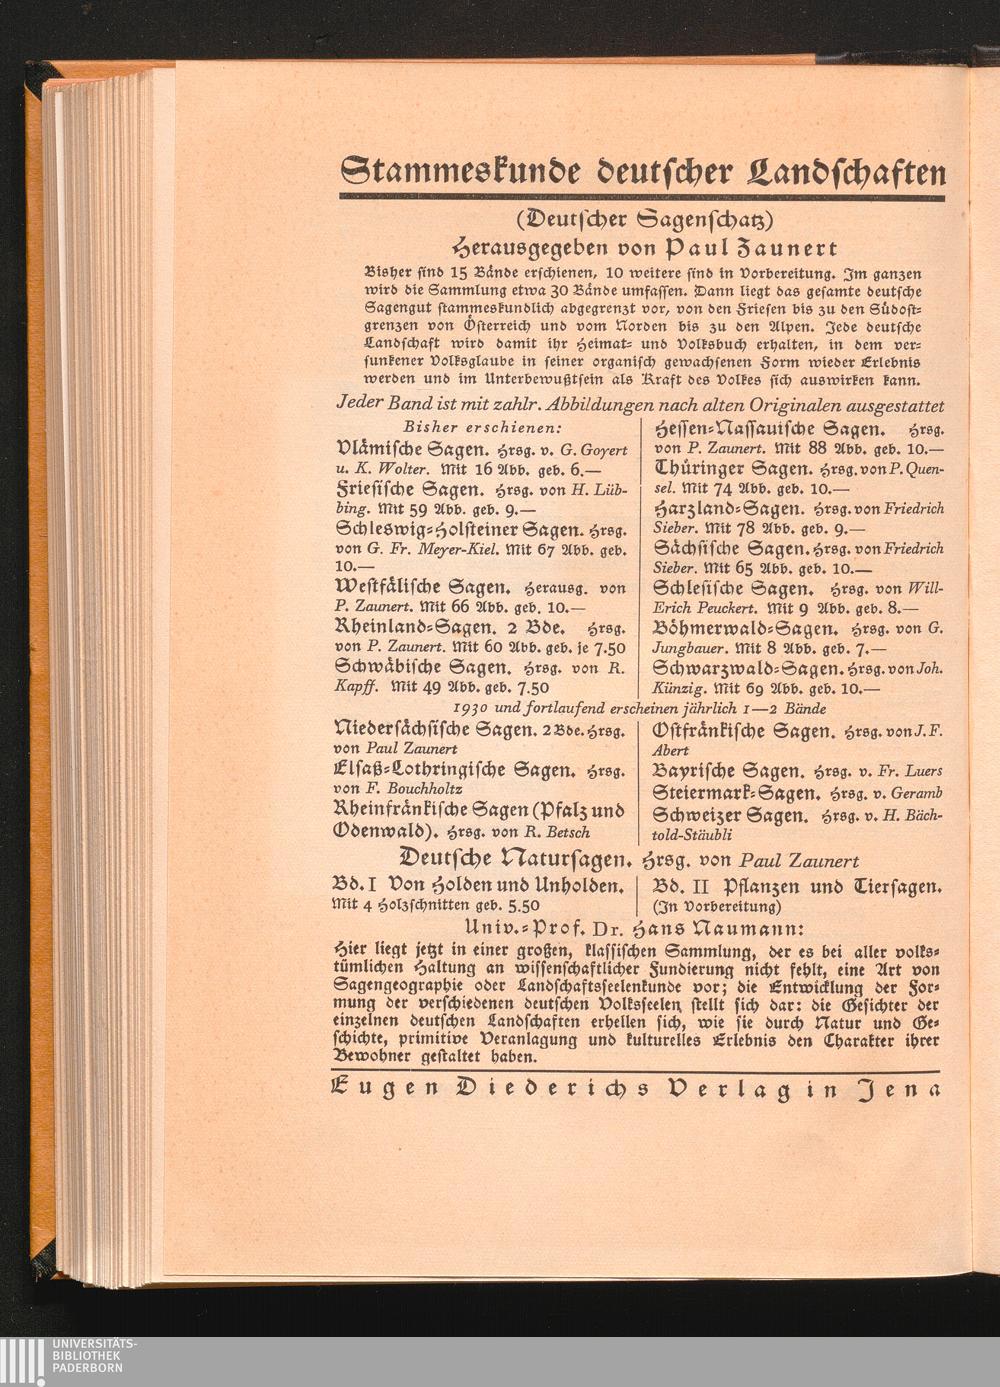 Stammeskunde deutscher Landschaften
(Deutscher Sagenschatz)
Herausgegeben von Paul Zaunert
Bisher sind 15 Bände erschienen, 10 weitere sind in Vorbereitung. Im ganzen
wird die Sammlung etwa 30 Bände umfassen. Dann liegt das gesamte deutsche
Sagengut stammeskundlich abgegrenzt vor, von den Friesen bis zu den Südost-
grenzen von Österreich und vom Norden bis zu den Alpen. Jede deutsche
Landschaft wird damit ihr Heimat- und Volksbuch erhalten, in dem ver-
sunkener Volksglaube in seiner organisch gewachsenen Form wieder Erlebnis
werden und im Unterbewußtsein als Kraft des Volkes sich auswirken kann.
Jeder Band ist mit zahlr. Abbildungen nach alten Originalen ausgestattet
Bisher erschienen:
Vlämische Sagen. Hrsg. v. G. Goyert
u. K. Wolter. Mit 16 Abb. geb. 6.—
Friesische Sagen. Hrsg. von H. Lüb-
bing. Mit 59 Abb. geb. 9.—
Schleswig-Holsteiner Sagen. Hrsg.
von G. Fr. Meyer-Kiel. Mit 67 Abb. geb.
10.—
Westfälische Sagen. Herausg. von
P. Zaunert. Mit 66 Abb. geb. 10.—
Rheinland-Sagen. 2 Bde. Hrsg.
von P. Zaunert. Mit 60 Abb. geb. je 7.50
Schwäbische Sagen. Hrsg. von R.
Kapff. Mit 49 Abb. geb. 7.50
Hessen-Nassauische Sagen. Hrsg.
von P. Zaunert. Mit 88 Abb. geb. 10.—
Thüringer Sagen. Hrsg. von P. Quen-
sel. Mit 74 Abb. geb. 10.—
Harzland-Sagen. Hrsg. von Friedrich
Sieber. Mit 78 Abb. geb. 9.—
Sächsische Sagen. Hrsg. von Friedrich
Sieber. Mit 65 Abb. geb. 10.—
Schlesische Sagen. Hrsg. von Will-
Erich Peuckert. Mit 9 Abb. geb. 8.—
Böhmerwald-Sagen. Hrsg. von G.
Jungbauer. Mit 8 Abb. geb. 7.—
Schwarzwald-Sagen. Hrsg. von Joh.
Künzig. Mit 69 Abb. geb. 10.—
1930 und fortlaufend erscheinen jährlich 1—2 Bände
Niedersächsische Sagen. 2 Bde. Hrsg.
von Paul Zaunert
Elsaß-Lothringische Sagen. Hrsg.
von F. Bouchholtz
Rheinfränkische Sagen (Pfalz und
Odenwald). Hrsg. von R. Betsch
Ostfränkische Sagen. Hrsg. von J. F.
Abert
Bayrische Sagen. Hrsg. v. Fr. Luers
Steiermark-Sagen. Hrsg. v. Geramb
Schweizer Sagen. Hrsg. v. H. Bäch-
told-Stäubli
Deutsche Natursagen. Hrsg. von Paul Zaunert
Bd. I Von Holden und Unholden.
Mit 4 Holzschnitten geb. 5.50
Bd. II Pflanzen und Tiersagen.
(In Vorbereitung)
Univ.-Prof. Dr. Hans Naumann:
Hier liegt jetzt in einer großen, klassischen Sammlung, der es bei aller volks-
tümlichen Haltung an wissenschaftlicher Fundierung nicht fehlt, eine Art von
Sagengeographie oder Landschaftsseelenkunde vor; die Entwicklung der For-
mung der verschiedenen deutschen Volksseelen stellt sich dar: die Gesichter der
einzelnen deutschen Landschaften erhellen sich, wie sie durch Natur und Ge-
schichte, primitive Veranlagung und kulturelles Erlebnis den Charakter ihrer
Bewohner gestaltet haben.
Eugen Diederichs Verlag in Jena
UNIVERSITÄTS-
BIBLIOTHEK
PADERBORN